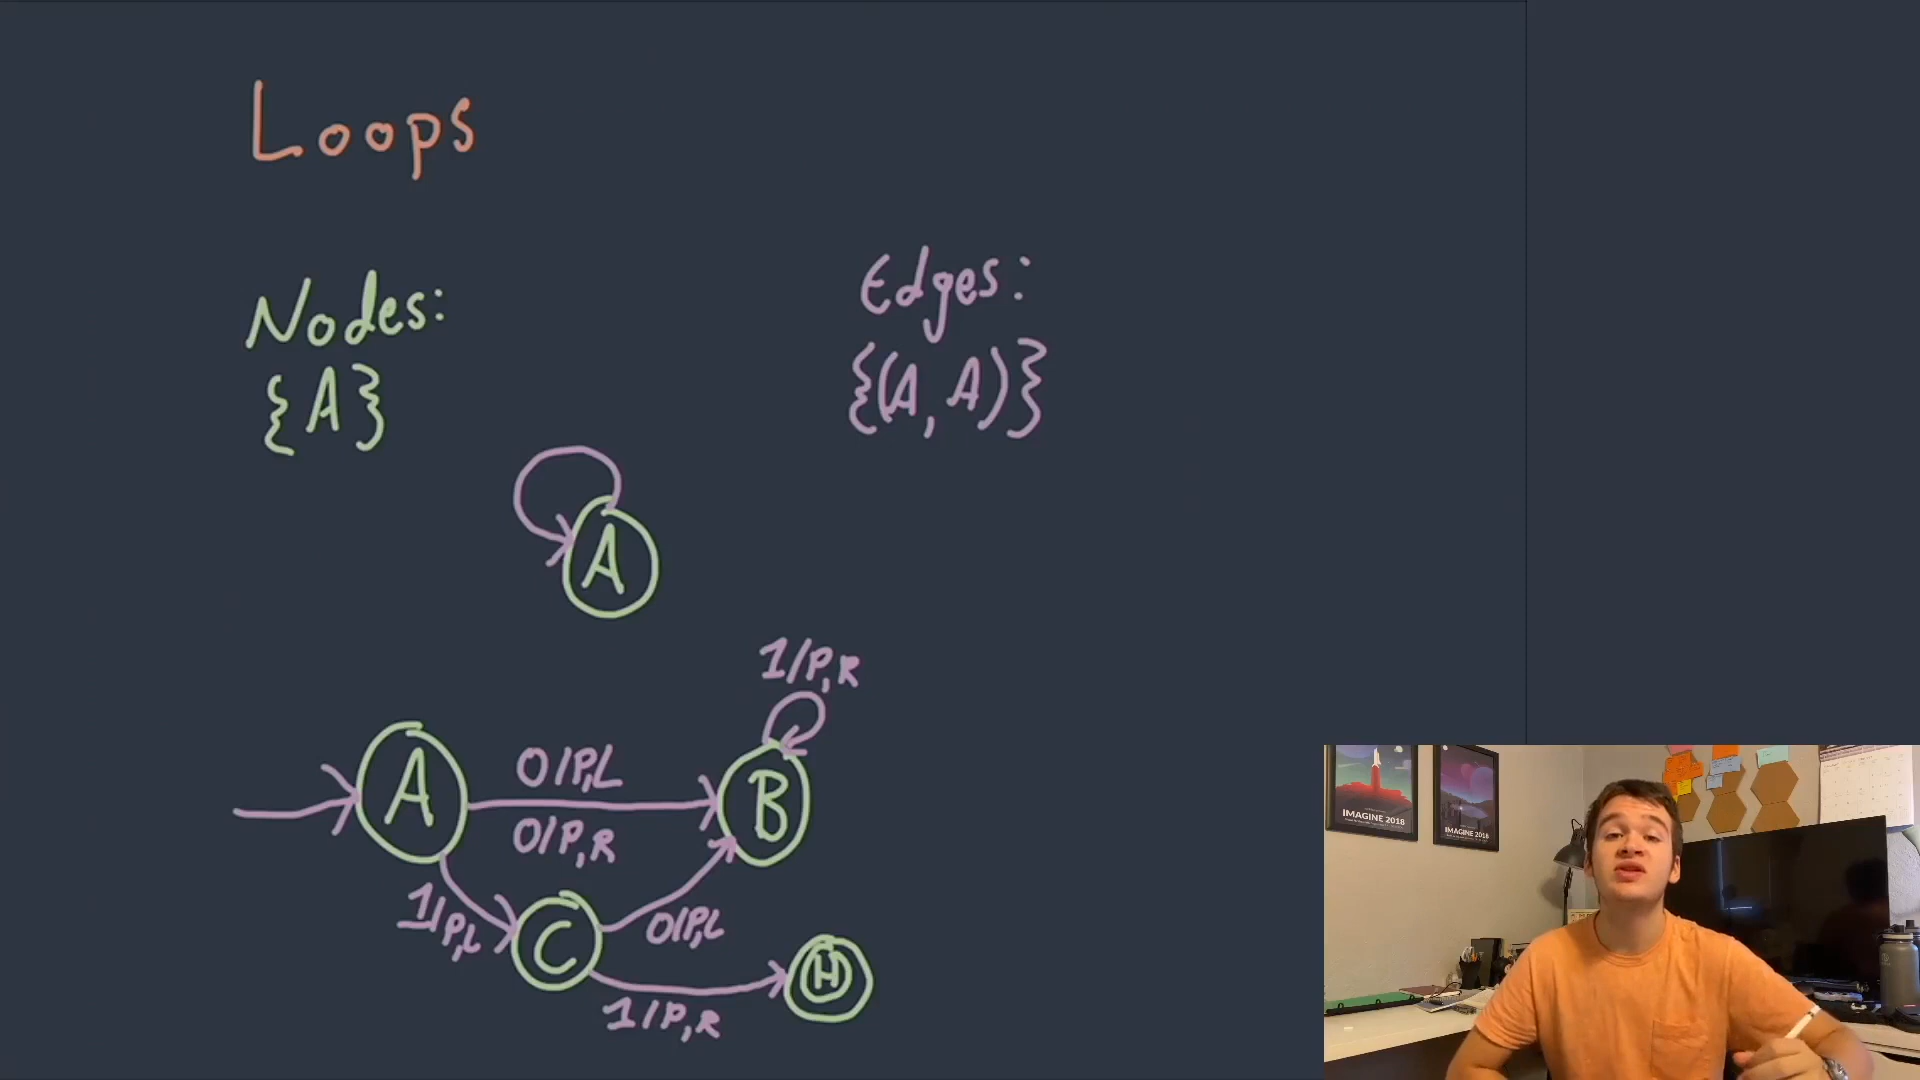 Loops
Nodes:
{A}
Edges:
{(A, A)}
A
1/P,R
A
0/P,L
0/P,R
B
1/P,L
C
0/P,L
1/P,R
H
IMAGINE 2018
IMAGINE 2018